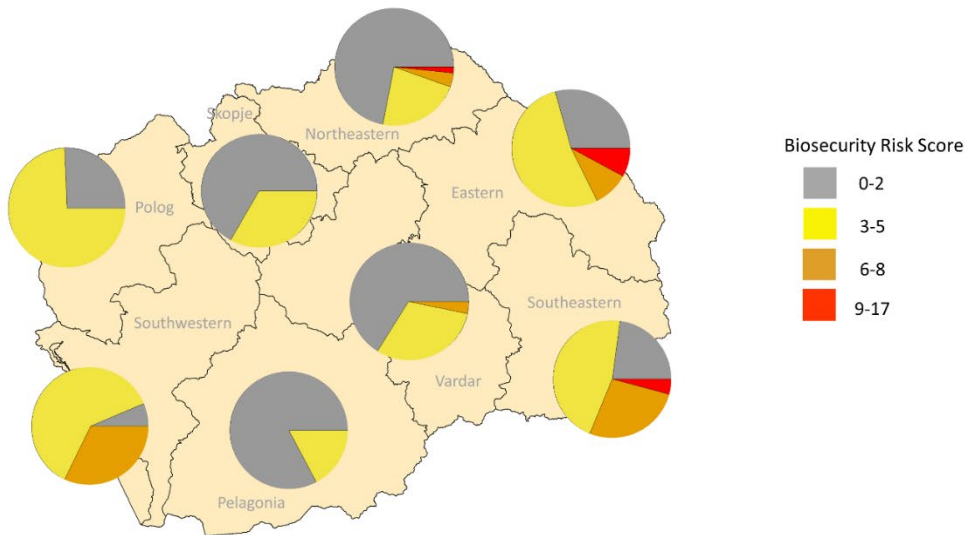 Skopje
Northeastern
Biosecurity Risk Score
0-2
Polog
Eastern
3-5
6-8
Southwestern
Southeastern
9-17
Vardar
Pelagonia